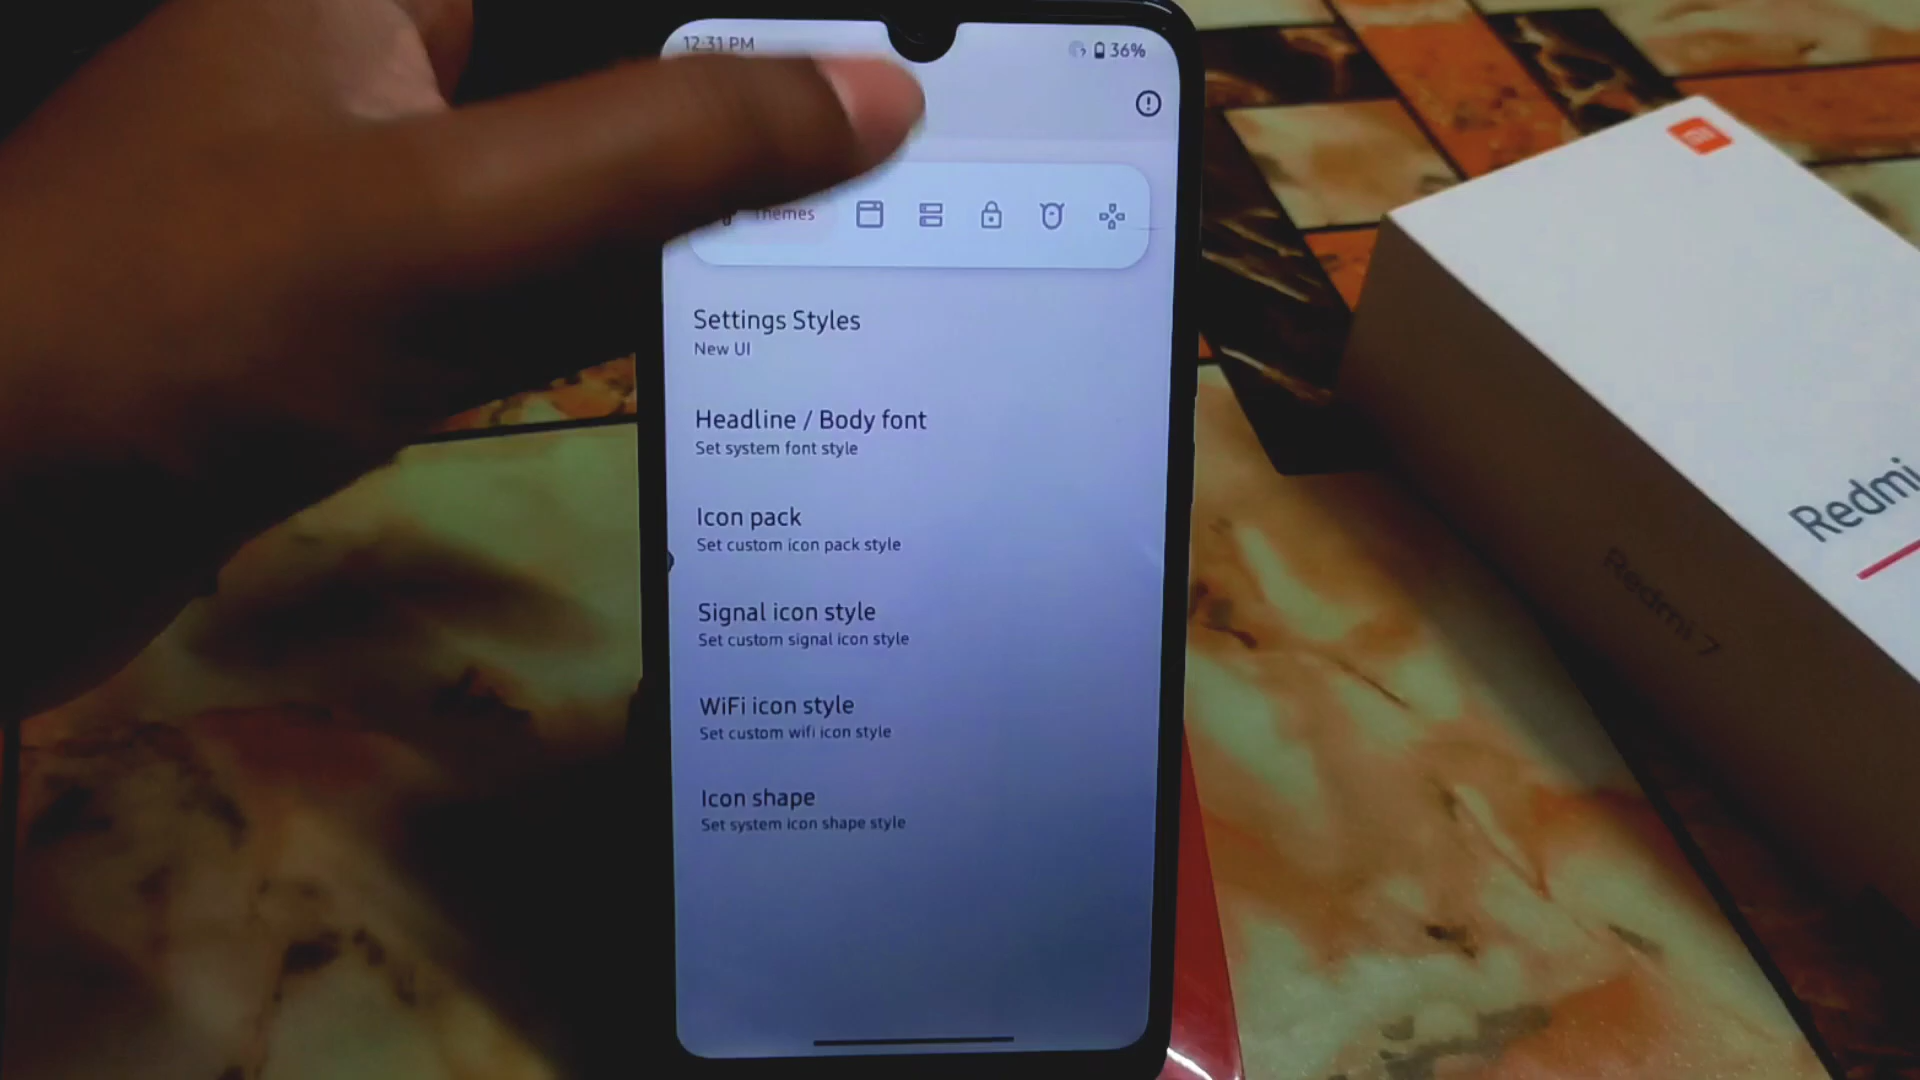 12:31 PM
36%
Themes
Settings Styles
New UI
Headline / Body font
Set system font style
Icon pack
Set custom icon pack style
Signal icon style
Set custom signal icon style
WiFi icon style
Set custom wifi icon style
Icon shape
Set system icon shape style
Redmi
Redmi 7